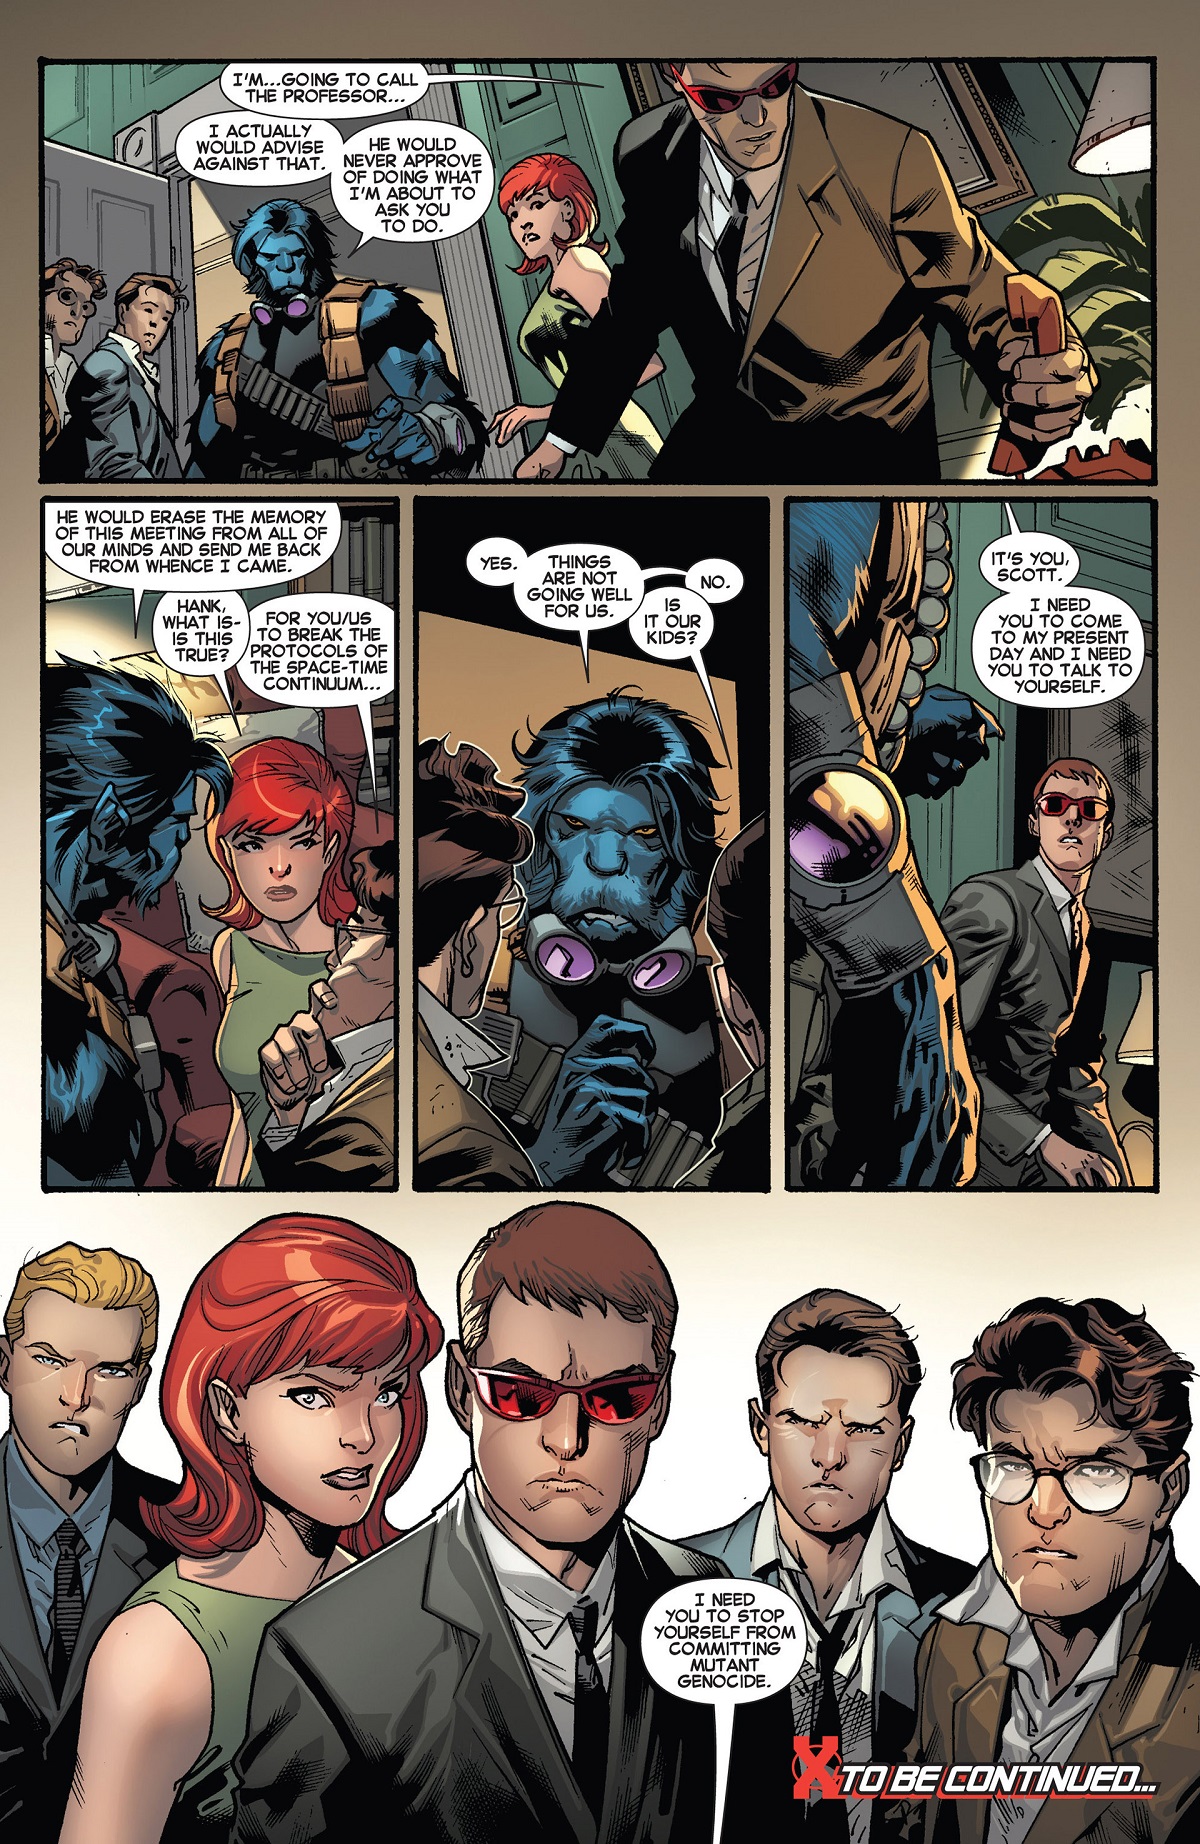 I'M...GOING TO CALL
THE PROFESSOR...
I ACTUALLY
WOULD ADVISE
AGAINST THAT.
HE WOULD
NEVER APPROVE
OF DOING WHAT
I'M ABOUT TO
ASK YOU
TO DO.
HE WOULD ERASE THE MEMORY
OF THIS MEETING FROM ALL OF
OUR MINDS AND SEND ME BACK
FROM WHENCE I CAME.
HANK,
WHAT IS-
IS THIS
TRUE?
FOR YOU/US
TO BREAK THE
PROTOCOLS OF
THE SPACE-TIME
CONTINUUM...
YES.
THINGS
ARE NOT
GOING WELL
FOR US.
IS
IT OUR
KIDS?
NO.
IT'S YOU,
SCOTT.
I NEED
YOU TO COME
TO MY PRESENT
DAY AND I NEED
YOU TO TALK TO
YOURSELF.
I NEED
YOU TO STOP
YOURSELF FROM
COMMITTING
MUTANT
GENOCIDE.
X TO BE CONTINUED...